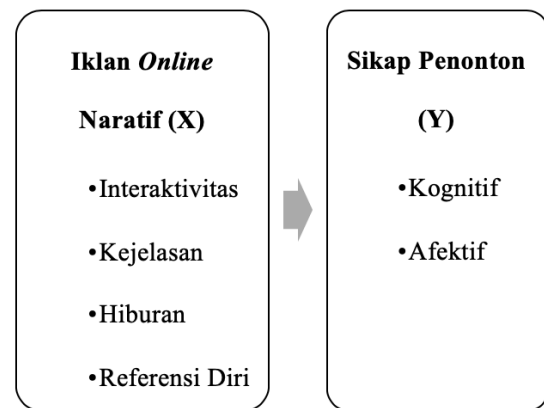 Iklan Online
Naratif (X)
•Interaktivitas
•Kejelasan
•Hiburan
•Referensi Diri
Sikap Penonton
(Y)
•Kognitif
•Afektif